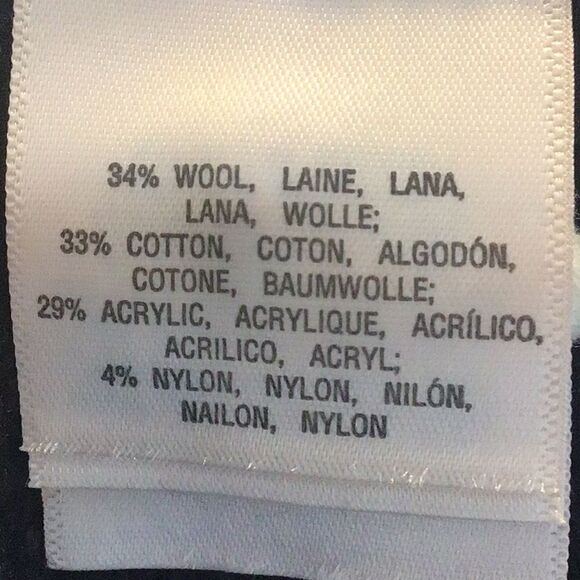 34% WOOL, LAINE, LANA,
LANA, WOLLE;
33% COTTON, COTON, ALGODÓN,
COTONE, BAUMWOLLE;
29% ACRYLIC, ACRYLIQUE, ACRÍLICO,
ACRILICO, ACRYL;
4% NYLON, NYLON, NILÓN,
NAILON, NYLON